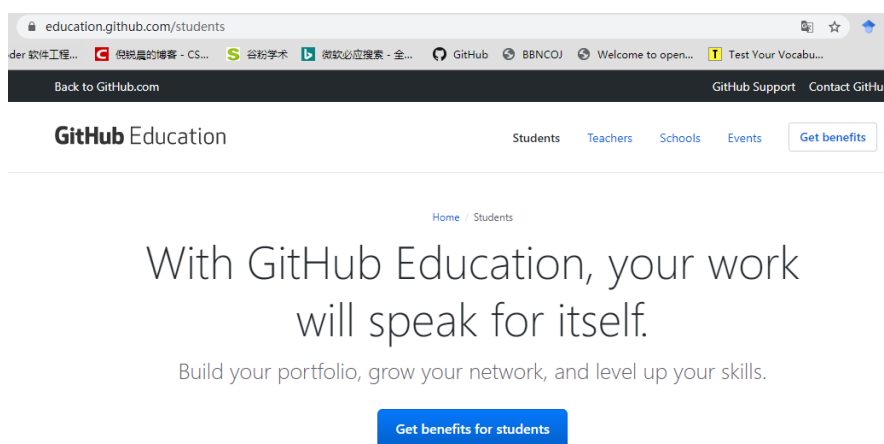 education.github.com/students
der 软件工程... 倪锐晨的博客 - CS... 谷粉学术 微软必应搜索 - 全... GitHub BBNCOJ Welcome to open... Test Your Vocabu...
Back to GitHub.com GitHub Support Contact GitHu
GitHub Education Students Teachers Schools Events Get benefits
Home / Students
With GitHub Education, your work
will speak for itself.
Build your portfolio, grow your network, and level up your skills.
Get benefits for students